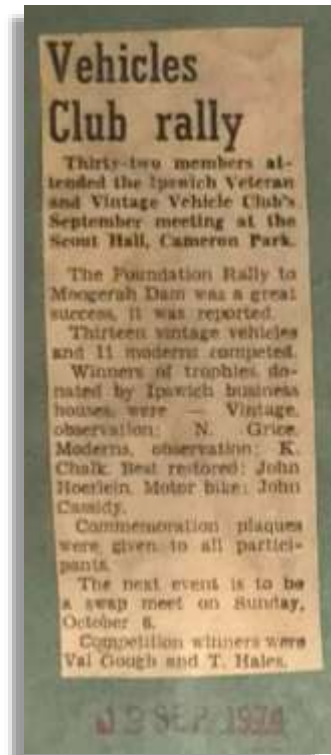 Vehicles
Club rally
Thirty-two members at-
tended the Ipswich Veteran
and Vintage Vehicle Club's
September meeting at the
Scout Hall, Cameron Park.
The Foundation Rally to
Moogerah Dam was a great
success, it was reported.
Thirteen vintage vehicles
and 11 moderns competed.
Winners of trophies, do-
nated by Ipswich business
houses, were — Vintage,
observation: N. Grice,
Moderns, observation: K.
Chalk. Best restored: John
Hoerlein. Motor bike: John
Cassidy.
Commemoration plaques
were given to all partici-
pants.
The next event is to be
a swap meet on Sunday,
October 6.
Competition winners were
Val Gough and T. Hales.
SEP 1974